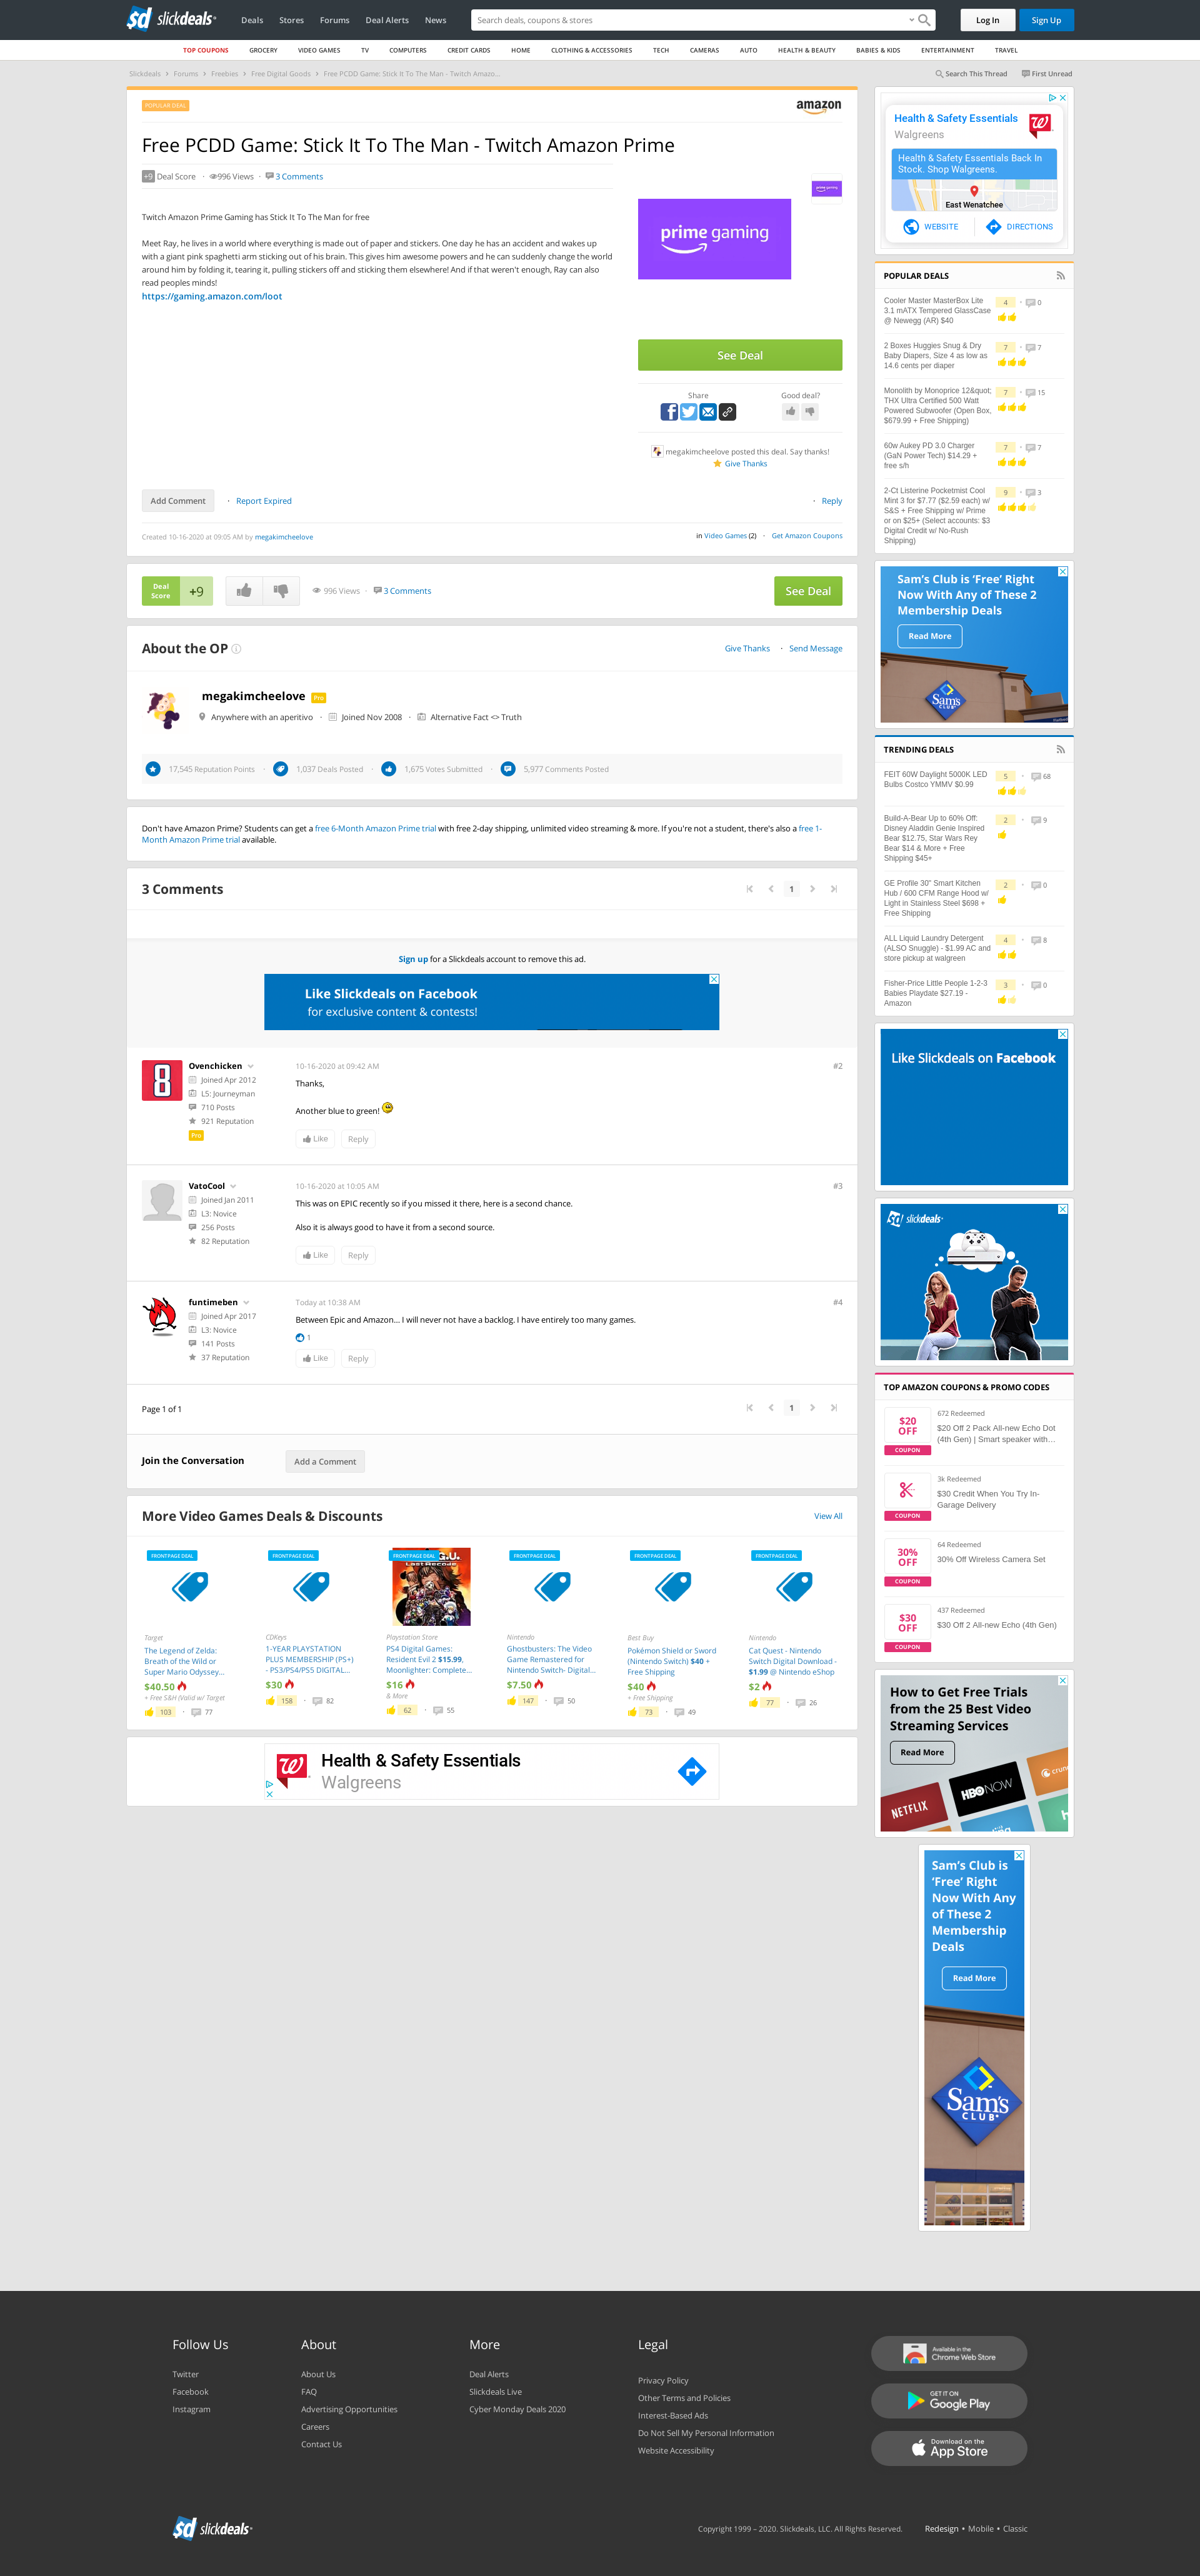 sd slickdeals
Deals Stores Forums Deal Alerts News
Search deals, coupons & stores
Log In
Sign Up
TOP COUPONS GROCERY VIDEO GAMES TV COMPUTERS CREDIT CARDS HOME CLOTHING & ACCESSORIES TECH CAMERAS AUTO HEALTH & BEAUTY BABIES & KIDS ENTERTAINMENT TRAVEL
Slickdeals › Forums › Freebies › Free Digital Goods › Free PCDD Game: Stick It To The Man - Twitch Amazo...
Search This Thread First Unread
POPULAR DEAL
amazon
Free PCDD Game: Stick It To The Man - Twitch Amazon Prime
+9 Deal Score · 996 Views · 3 Comments
prime gaming
Twitch Amazon Prime Gaming has Stick It To The Man for free
Meet Ray, he lives in a world where everything is made out of paper and stickers. One day he has an accident and wakes up
with a giant pink spaghetti arm sticking out of his brain. This gives him awesome powers and he can suddenly change the world
around him by folding it, tearing it, pulling stickers off and sticking them elsewhere! And if that weren't enough, Ray can also
read peoples minds!
https://gaming.amazon.com/loot
prime gaming
See Deal
Share Good deal?
megakimcheelove posted this deal. Say thanks!
Give Thanks
Add Comment · Report Expired · Reply
Created 10-16-2020 at 09:05 AM by megakimcheelove
in Video Games (2) · Get Amazon Coupons
Deal Score +9
996 Views · 3 Comments
See Deal
About the OP
Give Thanks · Send Message
megakimcheelove Pro
Anywhere with an aperitivo · Joined Nov 2008 · Alternative Fact <> Truth
17,545 Reputation Points · 1,037 Deals Posted · 1,675 Votes Submitted · 5,977 Comments Posted
Don't have Amazon Prime? Students can get a free 6-Month Amazon Prime trial with free 2-day shipping, unlimited video streaming & more. If you're not a student, there's also a free 1-
Month Amazon Prime trial available.
3 Comments
1
Sign up for a Slickdeals account to remove this ad.
Like Slickdeals on Facebook
for exclusive content & contests!
8
Ovenchicken
Joined Apr 2012
L5: Journeyman
710 Posts
921 Reputation
Pro
10-16-2020 at 09:42 AM
#2
Thanks,
Another blue to green!
Like Reply
VatoCool
Joined Jan 2011
L3: Novice
256 Posts
82 Reputation
10-16-2020 at 10:05 AM
#3
This was on EPIC recently so if you missed it there, here is a second chance.
Also it is always good to have it from a second source.
Like Reply
funtimeben
Joined Apr 2017
L3: Novice
141 Posts
37 Reputation
Today at 10:38 AM
#4
Between Epic and Amazon... I will never not have a backlog. I have entirely too many games.
1
Like Reply
Page 1 of 1
1
Join the Conversation
Add a Comment
More Video Games Deals & Discounts
View All
FRONTPAGE DEAL
Target
The Legend of Zelda:
Breath of the Wild or
Super Mario Odyssey...
$40.50
+ Free S&H (Valid w/ Target
103 · 77
FRONTPAGE DEAL
CDKeys
1-YEAR PLAYSTATION
PLUS MEMBERSHIP (PS+)
- PS3/PS4/PS5 DIGITAL...
$30
158 · 82
FRONTPAGE DEAL
Playstation Store
PS4 Digital Games:
Resident Evil 2 $15.99,
Moonlighter: Complete...
$16
& More
62 · 55
FRONTPAGE DEAL
Nintendo
Ghostbusters: The Video
Game Remastered for
Nintendo Switch- Digital...
$7.50
147 · 50
FRONTPAGE DEAL
Best Buy
Pokémon Shield or Sword
(Nintendo Switch) $40 +
Free Shipping
$40
+ Free Shipping
73 · 49
FRONTPAGE DEAL
Nintendo
Cat Quest - Nintendo
Switch Digital Download -
$1.99 @ Nintendo eShop
$2
77 · 26
Health & Safety Essentials
Walgreens
Health & Safety Essentials
Walgreens
Health & Safety Essentials Back In
Stock. Shop Walgreens.
East Wenatchee
WEBSITE DIRECTIONS
POPULAR DEALS
Cooler Master MasterBox Lite
3.1 mATX Tempered GlassCase
@ Newegg (AR) $40
4 · 0
2 Boxes Huggies Snug & Dry
Baby Diapers, Size 4 as low as
14.6 cents per diaper
7 · 7
Monolith by Monoprice 12&quot;
THX Ultra Certified 500 Watt
Powered Subwoofer (Open Box,
$679.99 + Free Shipping)
7 · 15
60w Aukey PD 3.0 Charger
(GaN Power Tech) $14.29 +
free s/h
7 · 7
2-Ct Listerine Pocketmist Cool
Mint 3 for $7.77 ($2.59 each) w/
S&S + Free Shipping w/ Prime
or on $25+ (Select accounts: $3
Digital Credit w/ No-Rush
Shipping)
9 · 3
Sam's Club is 'Free' Right
Now With Any of These 2
Membership Deals
Read More
Sam's CLUB
TRENDING DEALS
FEIT 60W Daylight 5000K LED
Bulbs Costco YMMV $0.99
5 · 68
Build-A-Bear Up to 60% Off:
Disney Aladdin Genie Inspired
Bear $12.75, Star Wars Rey
Bear $14 & More + Free
Shipping $45+
2 · 9
GE Profile 30" Smart Kitchen
Hub / 600 CFM Range Hood w/
Light in Stainless Steel $698 +
Free Shipping
2 · 0
ALL Liquid Laundry Detergent
(ALSO Snuggle) - $1.99 AC and
store pickup at walgreen
4 · 8
Fisher-Price Little People 1-2-3
Babies Playdate $27.19 -
Amazon
3 · 0
Like Slickdeals on Facebook
sd slickdeals
TOP AMAZON COUPONS & PROMO CODES
$20
OFF
COUPON
672 Redeemed
$20 Off 2 Pack All-new Echo Dot
(4th Gen) | Smart speaker with...
COUPON
3k Redeemed
$30 Credit When You Try In-
Garage Delivery
30%
OFF
COUPON
64 Redeemed
30% Off Wireless Camera Set
$30
OFF
COUPON
437 Redeemed
$30 Off 2 All-new Echo (4th Gen)
How to Get Free Trials
from the 25 Best Video
Streaming Services
Read More
NETFLIX
HBO NOW
Sam's Club is
'Free' Right
Now With Any
of These 2
Membership
Deals
Read More
Sam's
CLUB
Follow Us
Twitter
Facebook
Instagram
About
About Us
FAQ
Advertising Opportunities
Careers
Contact Us
More
Deal Alerts
Slickdeals Live
Cyber Monday Deals 2020
Legal
Privacy Policy
Other Terms and Policies
Interest-Based Ads
Do Not Sell My Personal Information
Website Accessibility
Available in the
Chrome Web Store
GET IT ON
Google Play
Download on the
App Store
sd slickdeals
Copyright 1999 – 2020. Slickdeals, LLC. All Rights Reserved.
Redesign • Mobile • Classic